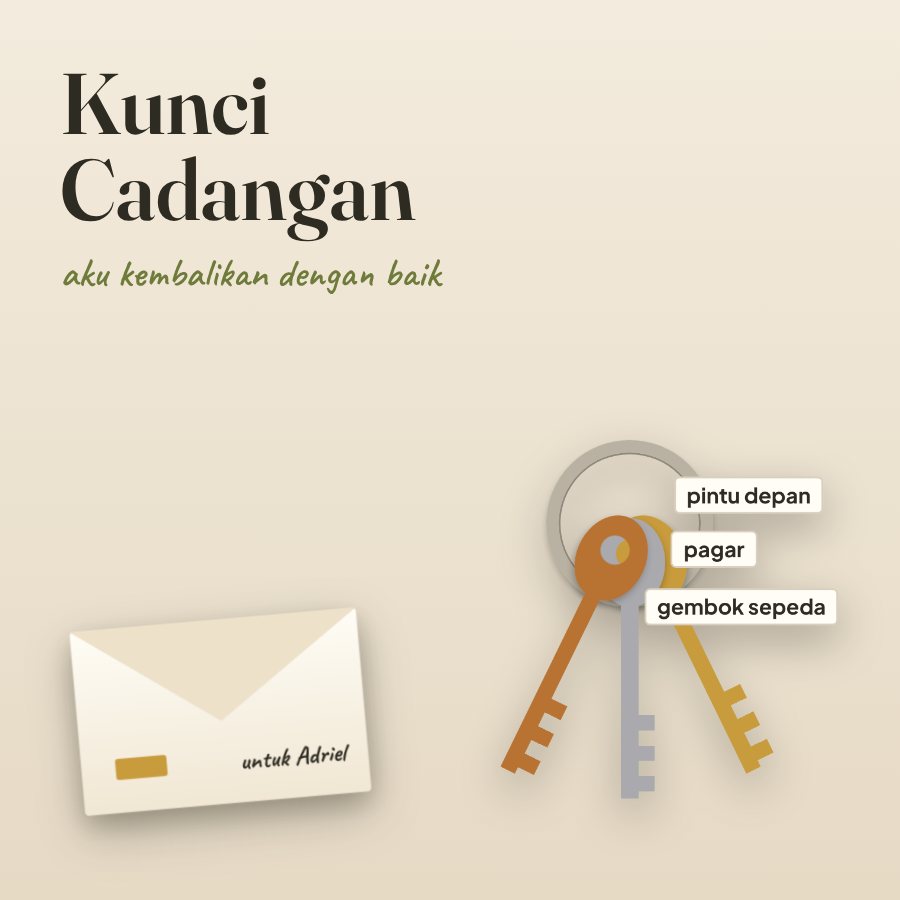 Kunci
Cadangan
aku kembalikan dengan baik
pintu depan
pagar
gembok sepeda
untuk Adriel